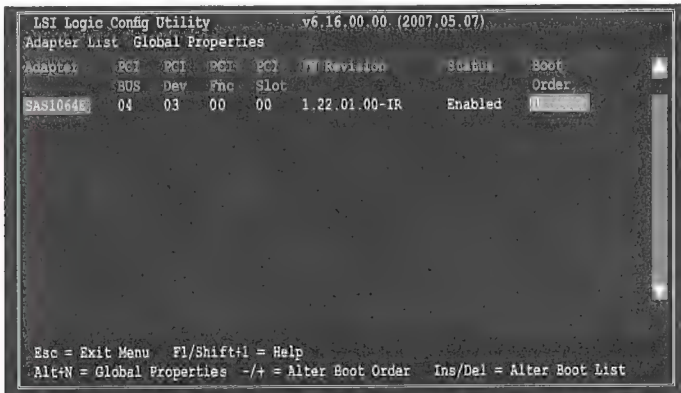 LSI Logic Config Utility v6.16.00.00 (2007.05.07)
Adapter List Global Properties
Adapter PCI PCI PCI PCI FW Revision Status Boot
BUS Dev Fnc Slot Order
SAS1064E 04 03 00 00 1.22.01.00-IR Enabled
Esc = Exit Menu F1/Shift+1 = Help
Alt+N = Global Properties -/+ = Alter Boot Order Ins/Del = Alter Boot List